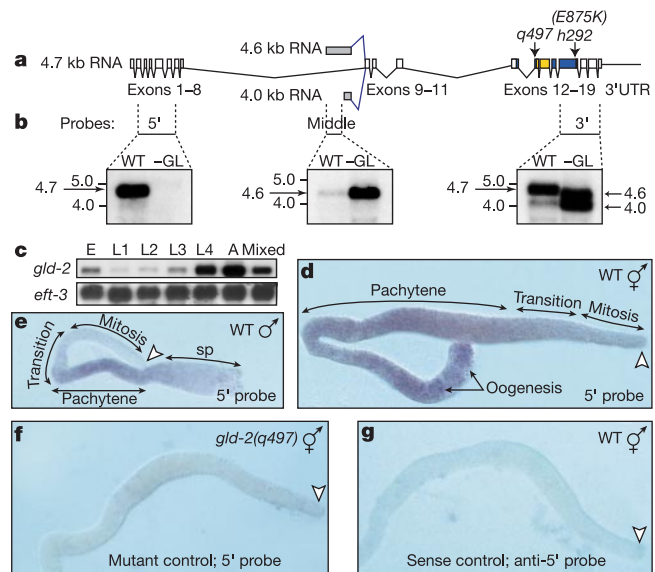 a
4.7 kb RNA
4.6 kb RNA
4.0 kb RNA
(E875K)
q497 h292
Exons 1–8
Exons 9–11
Exons 12–19
3'UTR
b
Probes: 5' Middle 3'
WT –GL
4.7
5.0
4.0
WT –GL
4.6
5.0
4.0
WT –GL
4.7
5.0
4.0
4.6
4.0
c
E L1 L2 L3 L4 A Mixed
gld-2
eft-3
d
WT ⚥
Pachytene
Transition
Mitosis
Oogenesis
5' probe
e
WT ♂
Mitosis
sp
Transition
Pachytene
5' probe
f
gld-2(q497) ⚥
Mutant control; 5' probe
g
WT ⚥
Sense control; anti-5' probe